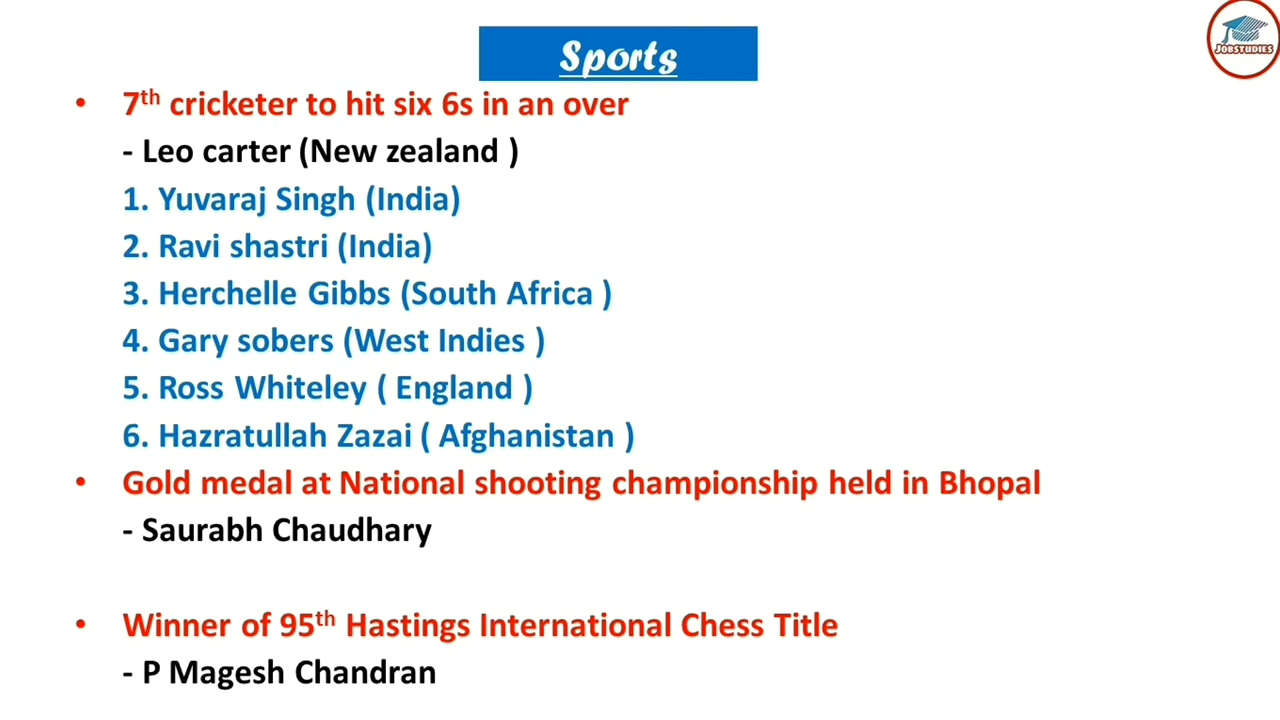 Sports
JOBSTUDIES
• 7th cricketer to hit six 6s in an over
- Leo carter (New zealand )
1. Yuvaraj Singh (India)
2. Ravi shastri (India)
3. Herchelle Gibbs (South Africa )
4. Gary sobers (West Indies )
5. Ross Whiteley ( England )
6. Hazratullah Zazai ( Afghanistan )
• Gold medal at National shooting championship held in Bhopal
- Saurabh Chaudhary
• Winner of 95th Hastings International Chess Title
- P Magesh Chandran